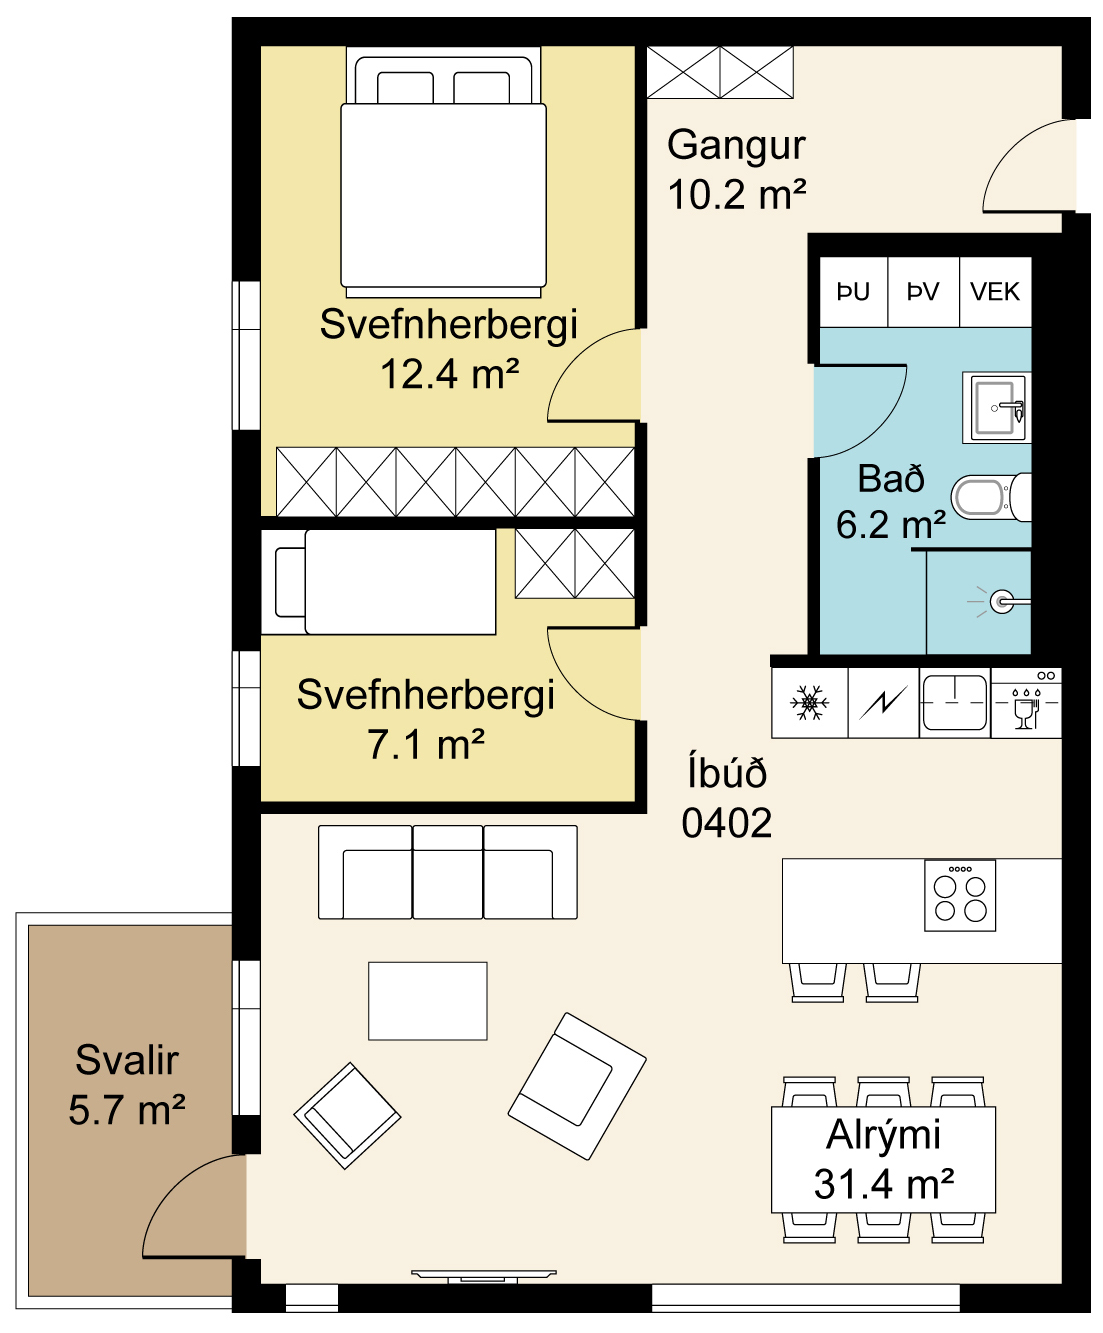 Gangur
10.2 m²
ÞU
ÞV
VEK
Svefnherbergi
12.4 m²
Bað
6.2 m²
Svefnherbergi
7.1 m²
Íbúð
0402
Svalir
5.7 m²
Alrými
31.4 m²